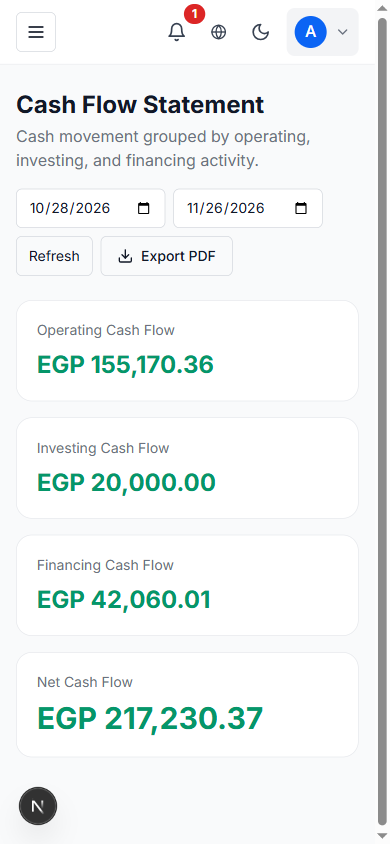 1
A
Cash Flow Statement
Cash movement grouped by operating,
investing, and financing activity.
10/28/2026 11/26/2026
Refresh Export PDF
Operating Cash Flow
EGP 155,170.36
Investing Cash Flow
EGP 20,000.00
Financing Cash Flow
EGP 42,060.01
Net Cash Flow
EGP 217,230.37
N